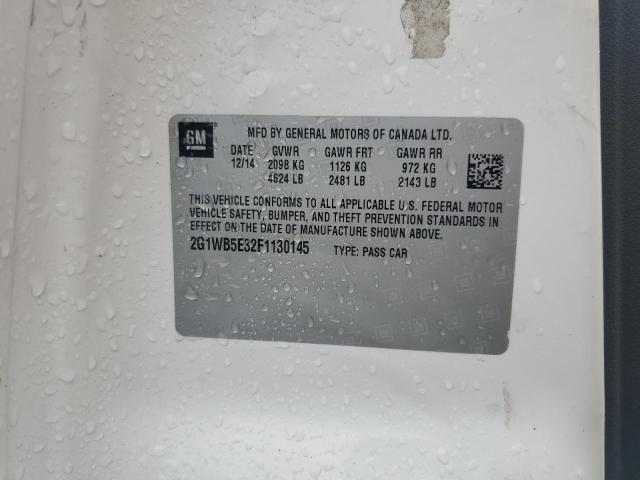 GM
MFD BY GENERAL MOTORS OF CANADA LTD.
DATE GVWR GAWR FRT GAWR RR
12/14 2098 KG 1126 KG 972 KG
4624 LB 2481 LB 2143 LB
THIS VEHICLE CONFORMS TO ALL APPLICABLE U.S. FEDERAL MOTOR
VEHICLE SAFETY, BUMPER, AND THEFT PREVENTION STANDARDS IN
EFFECT ON THE DATE OF MANUFACTURE SHOWN ABOVE.
2G1WB5E32F1130145 TYPE: PASS CAR